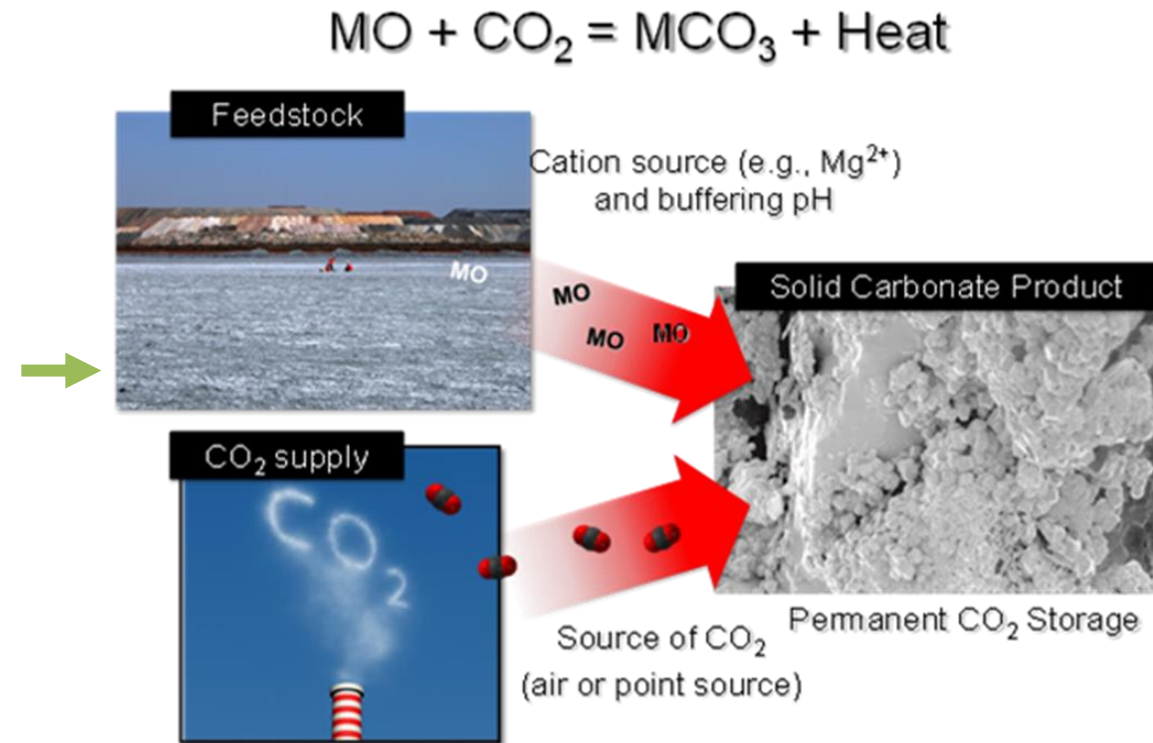 MO + CO₂ = MCO₃ + Heat
Feedstock
Cation source (e.g., Mg²⁺)
and buffering pH
MO
MO
MO
MO
Solid Carbonate Product
CO₂ supply
CO₂
Source of CO₂
(air or point source)
Permanent CO₂ Storage